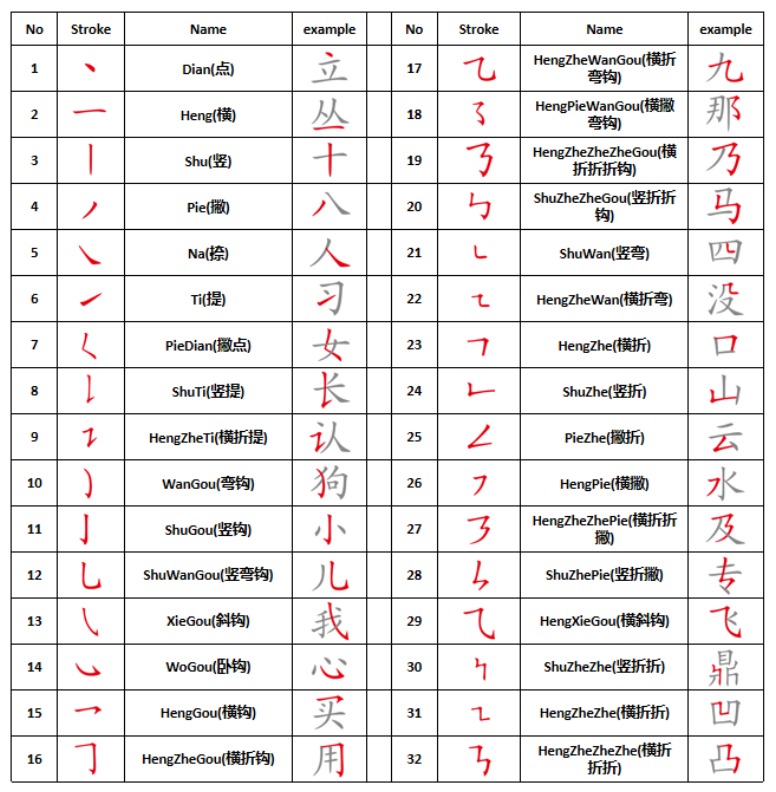 No Stroke Name example No Stroke Name example
1 丶 Dian(点) 立 17 ㇈ HengZheWanGou(横折弯钩) 九
2 一 Heng(横) 丛 18 ㇌ HengPieWanGou(横撇弯钩) 那
3 丨 Shu(竖) 十 19 ㇡ HengZheZheZheGou(横折折折钩) 乃
4 丿 Pie(撇) 八 20 ㇉ ShuZheZheGou(竖折折钩) 马
5 ㇏ Na(捺) 人 21 ㇄ ShuWan(竖弯) 四
6 ㇀ Ti(提) 习 22 ㇍ HengZheWan(横折弯) 没
7 ㇛ PieDian(撇点) 女 23 ㇕ HengZhe(横折) 口
8 ㇙ ShuTi(竖提) 长 24 ㇗ ShuZhe(竖折) 山
9 ㇊ HengZheTi(横折提) 认 25 ㇜ PieZhe(撇折) 云
10 ㇁ WanGou(弯钩) 狗 26 ㇇ HengPie(横撇) 水
11 亅 ShuGou(竖钩) 小 27 ㇋ HengZheZhePie(横折折撇) 及
12 ㇟ ShuWanGou(竖弯钩) 儿 28 ㇞ ShuZhePie(竖折撇) 专
13 ㇂ XieGou(斜钩) 我 29 ⺄ HengXieGou(横斜钩) 飞
14 ㇃ WoGou(卧钩) 心 30 ㇞ ShuZheZhe(竖折折) 鼎
15 ㇖ HengGou(横钩) 买 31 ㇅ HengZheZhe(横折折) 凹
16 ㇆ HengZheGou(横折钩) 用 32 ㇎ HengZheZheZhe(横折折折) 凸